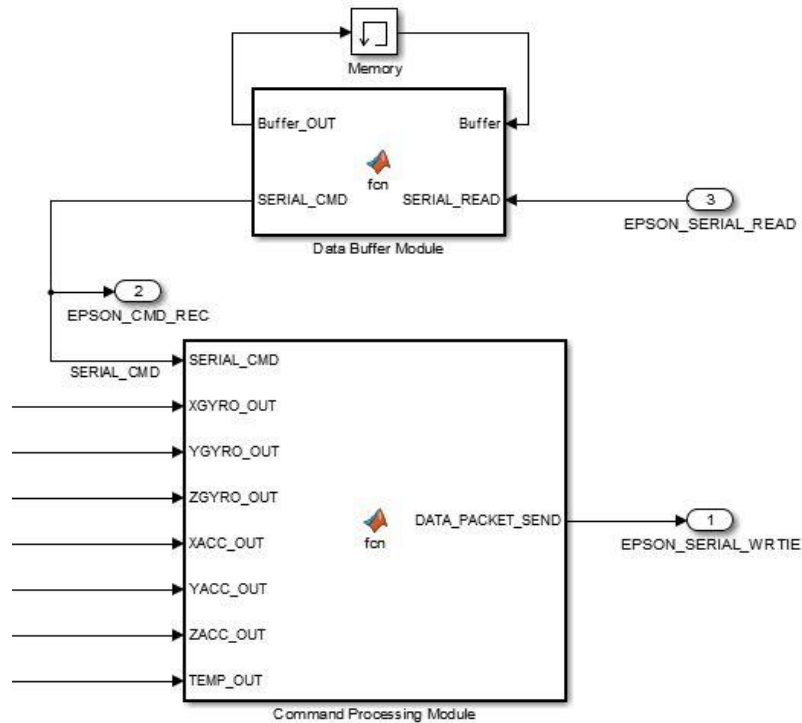 Memory
Buffer_OUT
Buffer
fcn
SERIAL_CMD
SERIAL_READ
3
EPSON_SERIAL_READ
Data Buffer Module
2
EPSON_CMD_REC
SERIAL_CMD
SERIAL_CMD
XGYRO_OUT
YGYRO_OUT
ZGYRO_OUT
XACC_OUT
YACC_OUT
ZACC_OUT
TEMP_OUT
fcn
DATA_PACKET_SEND
1
EPSON_SERIAL_WRTIE
Command Processing Module